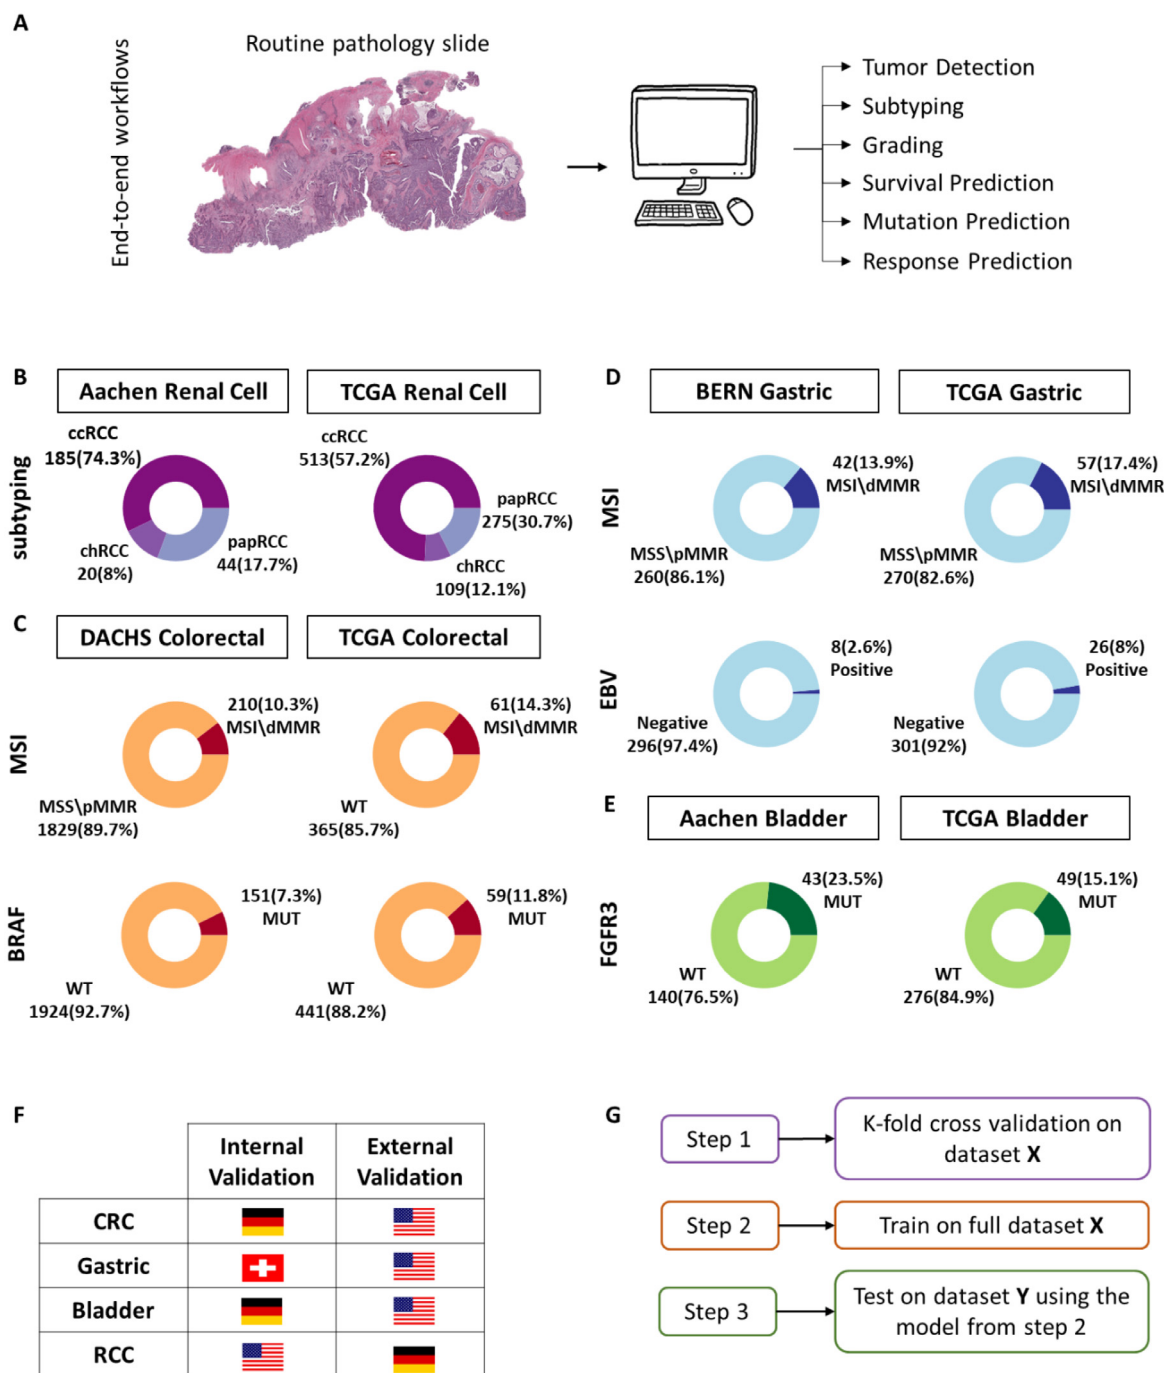 A
End-to-end workflows
Routine pathology slide
Tumor Detection
Subtyping
Grading
Survival Prediction
Mutation Prediction
Response Prediction
B
Aachen Renal Cell
TCGA Renal Cell
subtyping
ccRCC
185(74.3%)
chRCC
20(8%)
papRCC
44(17.7%)
ccRCC
513(57.2%)
papRCC
275(30.7%)
chRCC
109(12.1%)
C
DACHS Colorectal
TCGA Colorectal
MSI
210(10.3%)
MSI\dMMR
MSS\pMMR
1829(89.7%)
61(14.3%)
MSI\dMMR
WT
365(85.7%)
BRAF
151(7.3%)
MUT
WT
1924(92.7%)
59(11.8%)
MUT
WT
441(88.2%)
D
BERN Gastric
TCGA Gastric
MSI
42(13.9%)
MSI\dMMR
MSS\pMMR
260(86.1%)
57(17.4%)
MSI\dMMR
MSS\pMMR
270(82.6%)
EBV
8(2.6%)
Positive
Negative
296(97.4%)
26(8%)
Positive
Negative
301(92%)
E
Aachen Bladder
TCGA Bladder
FGFR3
43(23.5%)
MUT
WT
140(76.5%)
49(15.1%)
MUT
WT
276(84.9%)
F
Internal
Validation
External
Validation
CRC
Gastric
Bladder
RCC
G
Step 1
K-fold cross validation on
dataset X
Step 2
Train on full dataset X
Step 3
Test on dataset Y using the
model from step 2